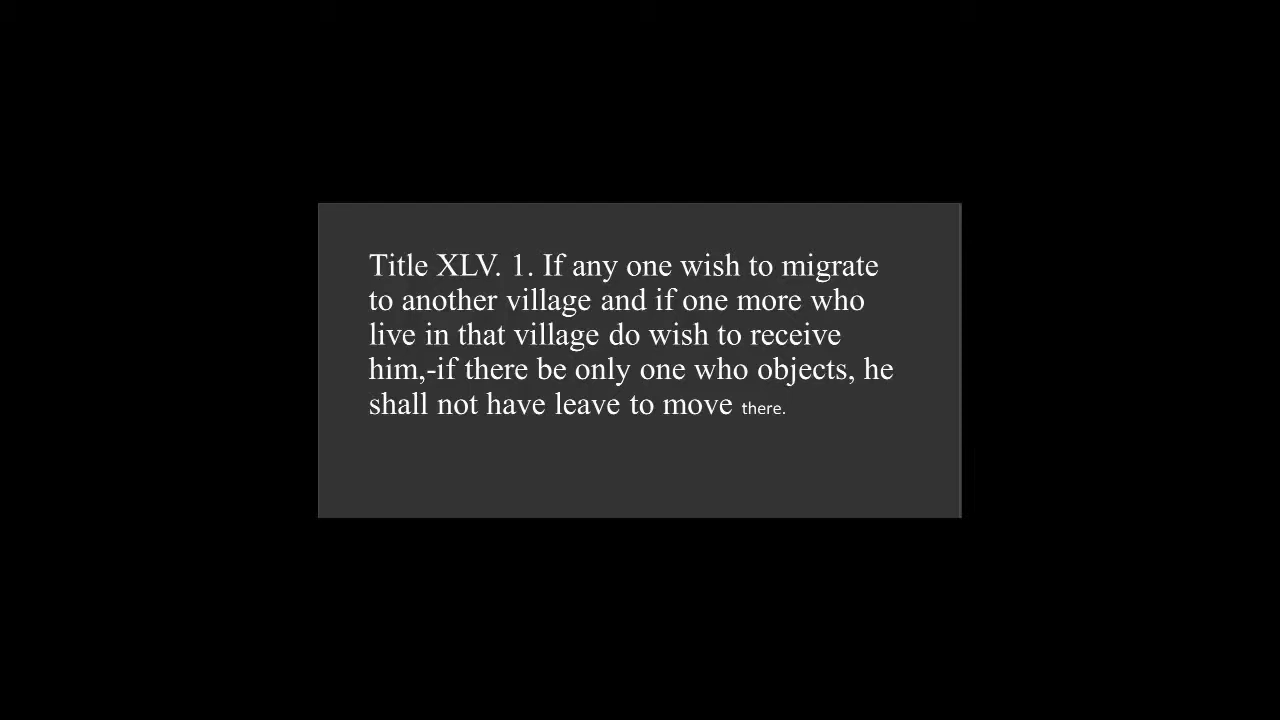 Title XLV. 1. If any one wish to migrate
to another village and if one more who
live in that village do wish to receive
him,-if there be only one who objects, he
shall not have leave to move there.